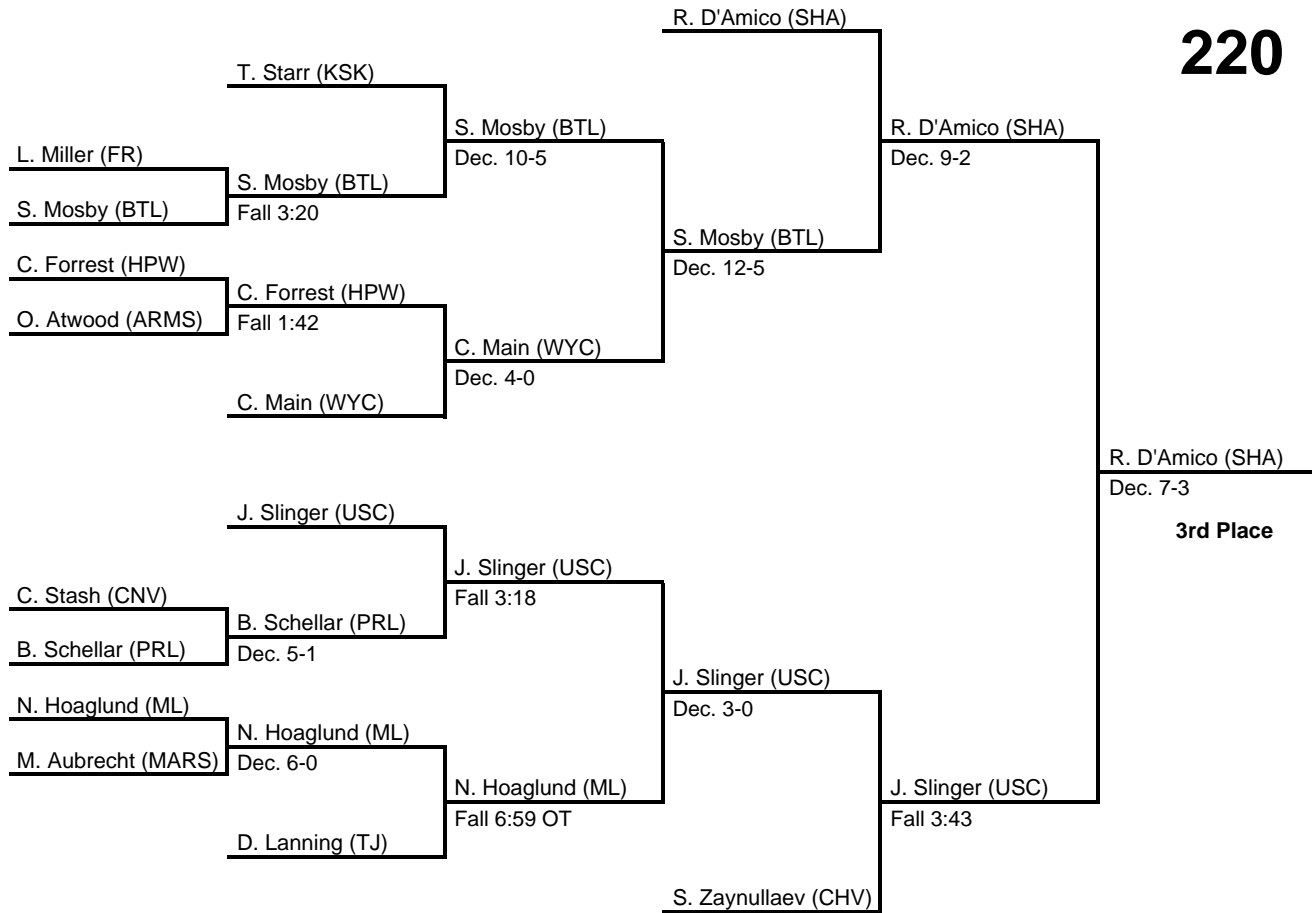 R. D'Amico (SHA)
220
T. Starr (KSK)
S. Mosby (BTL)
Dec. 10-5
R. D'Amico (SHA)
Dec. 9-2
L. Miller (FR)
S. Mosby (BTL)
Fall 3:20
S. Mosby (BTL)
S. Mosby (BTL)
Dec. 12-5
C. Forrest (HPW)
C. Forrest (HPW)
Fall 1:42
O. Atwood (ARMS)
C. Main (WYC)
Dec. 4-0
C. Main (WYC)
R. D'Amico (SHA)
Dec. 7-3
3rd Place
J. Slinger (USC)
J. Slinger (USC)
Fall 3:18
C. Stash (CNV)
B. Schellar (PRL)
Dec. 5-1
B. Schellar (PRL)
J. Slinger (USC)
Dec. 3-0
N. Hoaglund (ML)
N. Hoaglund (ML)
Dec. 6-0
M. Aubrecht (MARS)
N. Hoaglund (ML)
Fall 6:59 OT
J. Slinger (USC)
Fall 3:43
D. Lanning (TJ)
S. Zaynullaev (CHV)